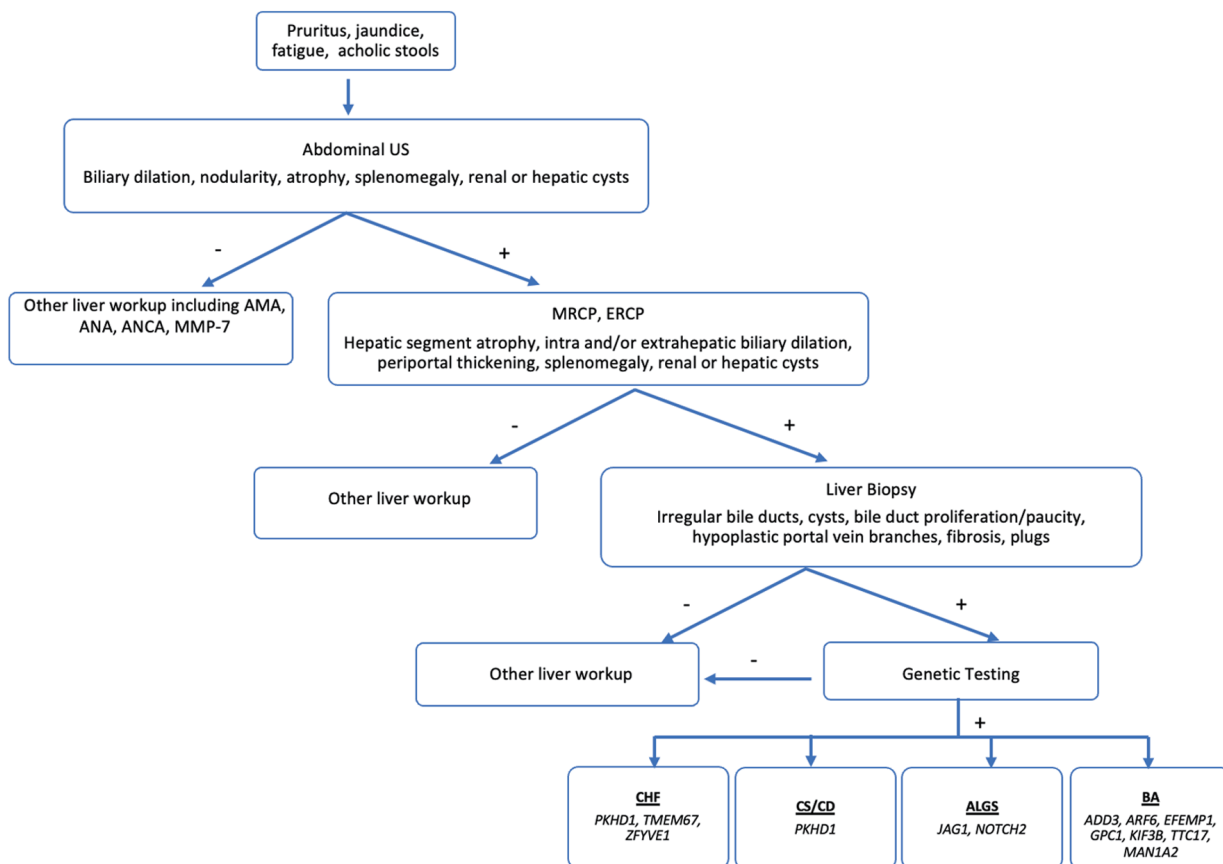 Pruritus, jaundice,
fatigue, acholic stools
Abdominal US
Biliary dilation, nodularity, atrophy, splenomegaly, renal or hepatic cysts
-
+
Other liver workup including AMA,
ANA, ANCA, MMP-7
MRCP, ERCP
Hepatic segment atrophy, intra and/or extrahepatic biliary dilation,
periportal thickening, splenomegaly, renal or hepatic cysts
-
+
Other liver workup
Liver Biopsy
Irregular bile ducts, cysts, bile duct proliferation/paucity,
hypoplastic portal vein branches, fibrosis, plugs
-
+
Other liver workup
-
Genetic Testing
+
CHF
PKHD1, TMEM67,
ZFYVE1
CS/CD
PKHD1
ALGS
JAG1, NOTCH2
BA
ADD3, ARF6, EFEMP1,
GPC1, KIF3B, TTC17,
MAN1A2